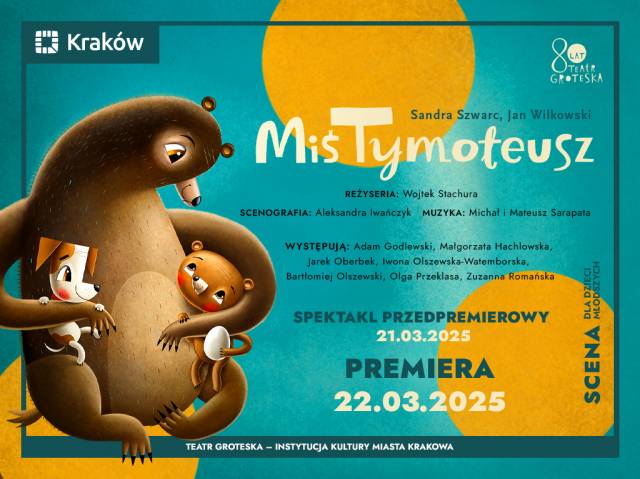 Kraków
80
LAT
TEATR
GROTESKA
Sandra Szwarc, Jan Wilkowski
Miś Tymoteusz
REŻYSERIA: Wojtek Stachura
SCENOGRAFIA: Aleksandra Iwańczyk MUZYKA: Michał i Mateusz Sarapata
WYSTĘPUJĄ: Adam Godlewski, Małgorzata Hachlowska,
Jarek Oberbek, Iwona Olszewska-Watemborska,
Bartłomiej Olszewski, Olga Przeklasa, Zuzanna Romańska
SPEKTAKL PRZEDPREMIEROWY
21.03.2025
PREMIERA
22.03.2025
SCENA DLA DZIECI
MŁODSZYCH
TEATR GROTESKA – INSTYTUCJA KULTURY MIASTA KRAKOWA